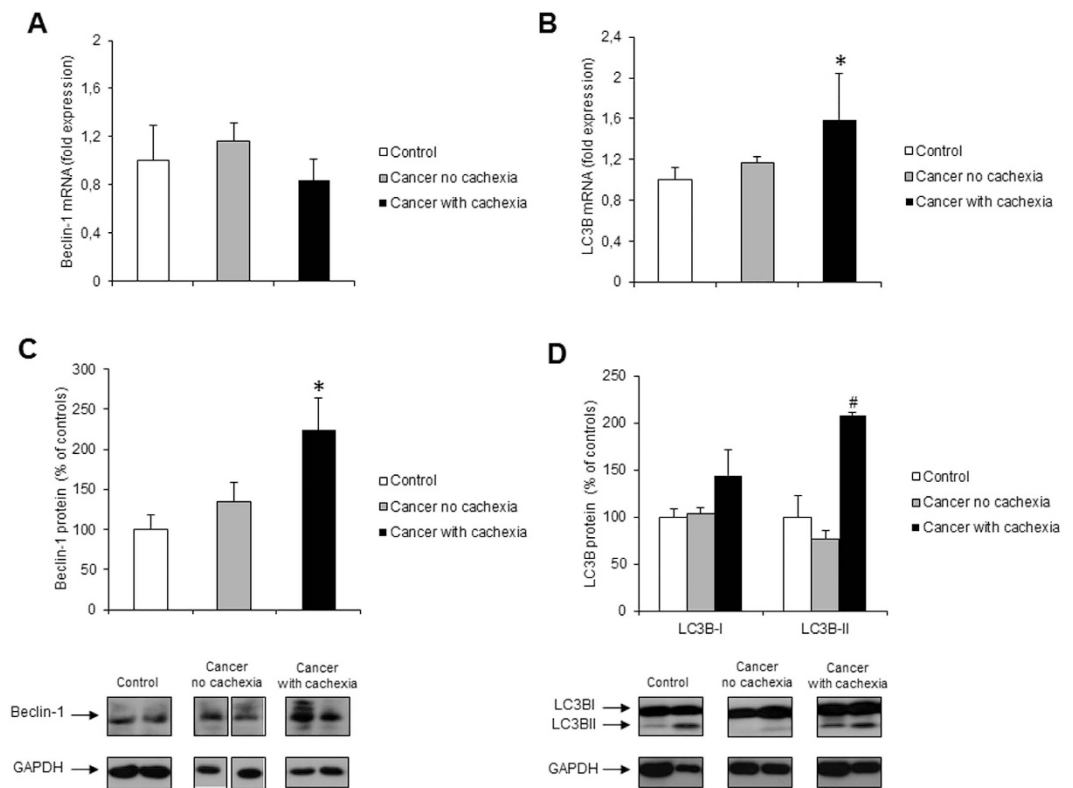 A
2
1,6
1,2
0,8
0,4
0
Beclin-1 mRNA (fold expression)
Control
Cancer no cachexia
Cancer with cachexia
B
2,4
2
1,6
1,2
0,8
0,4
0
LC3B mRNA (fold expression)
*
Control
Cancer no cachexia
Cancer with cachexia
C
300
250
200
150
100
50
0
Beclin-1 protein (% of controls)
*
Control
Cancer no cachexia
Cancer with cachexia
Control
Cancer
no cachexia
Cancer
with cachexia
Beclin-1
GAPDH
D
250
200
150
100
50
0
LC3B protein (% of controls)
#
LC3B-I
LC3B-II
Control
Cancer no cachexia
Cancer with cachexia
Control
Cancer
no cachexia
Cancer
with cachexia
LC3BI
LC3BII
GAPDH